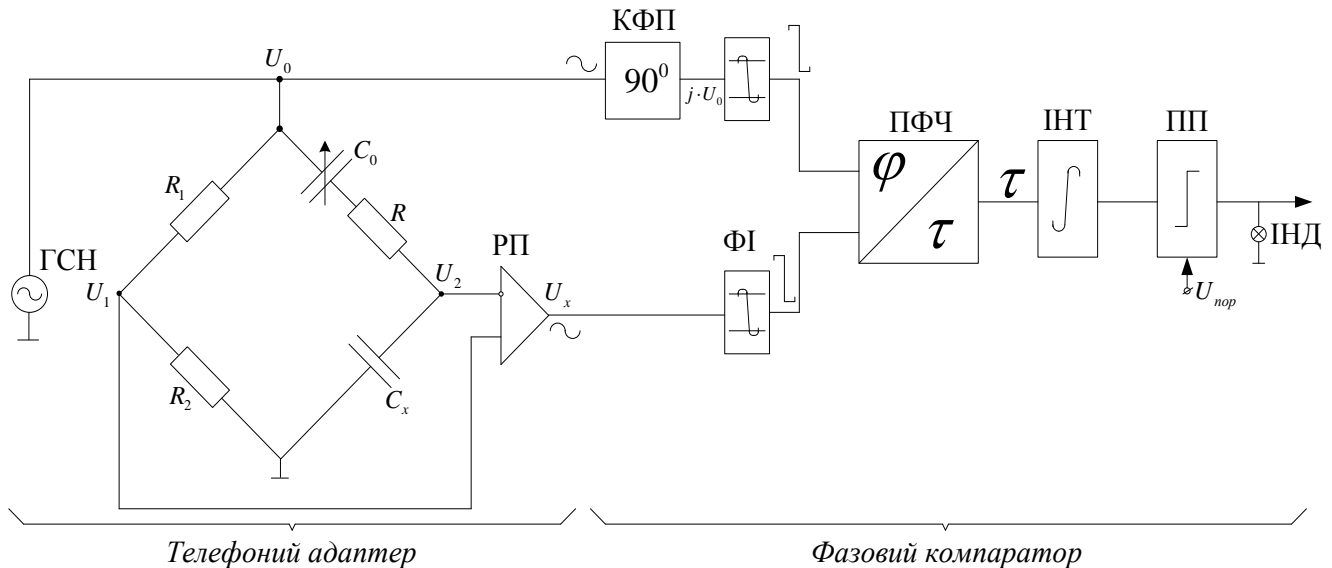 КФП
U₀
90⁰
j·U₀
C₀
ПФЧ
ІНТ
ПП
R₁
φ
τ
τ
R
ІНД
ГСН
РП
ФІ
U₁
U₂
Uₓ
Uпор
R₂
Cₓ
Телефоний адаптер
Фазовий компаратор